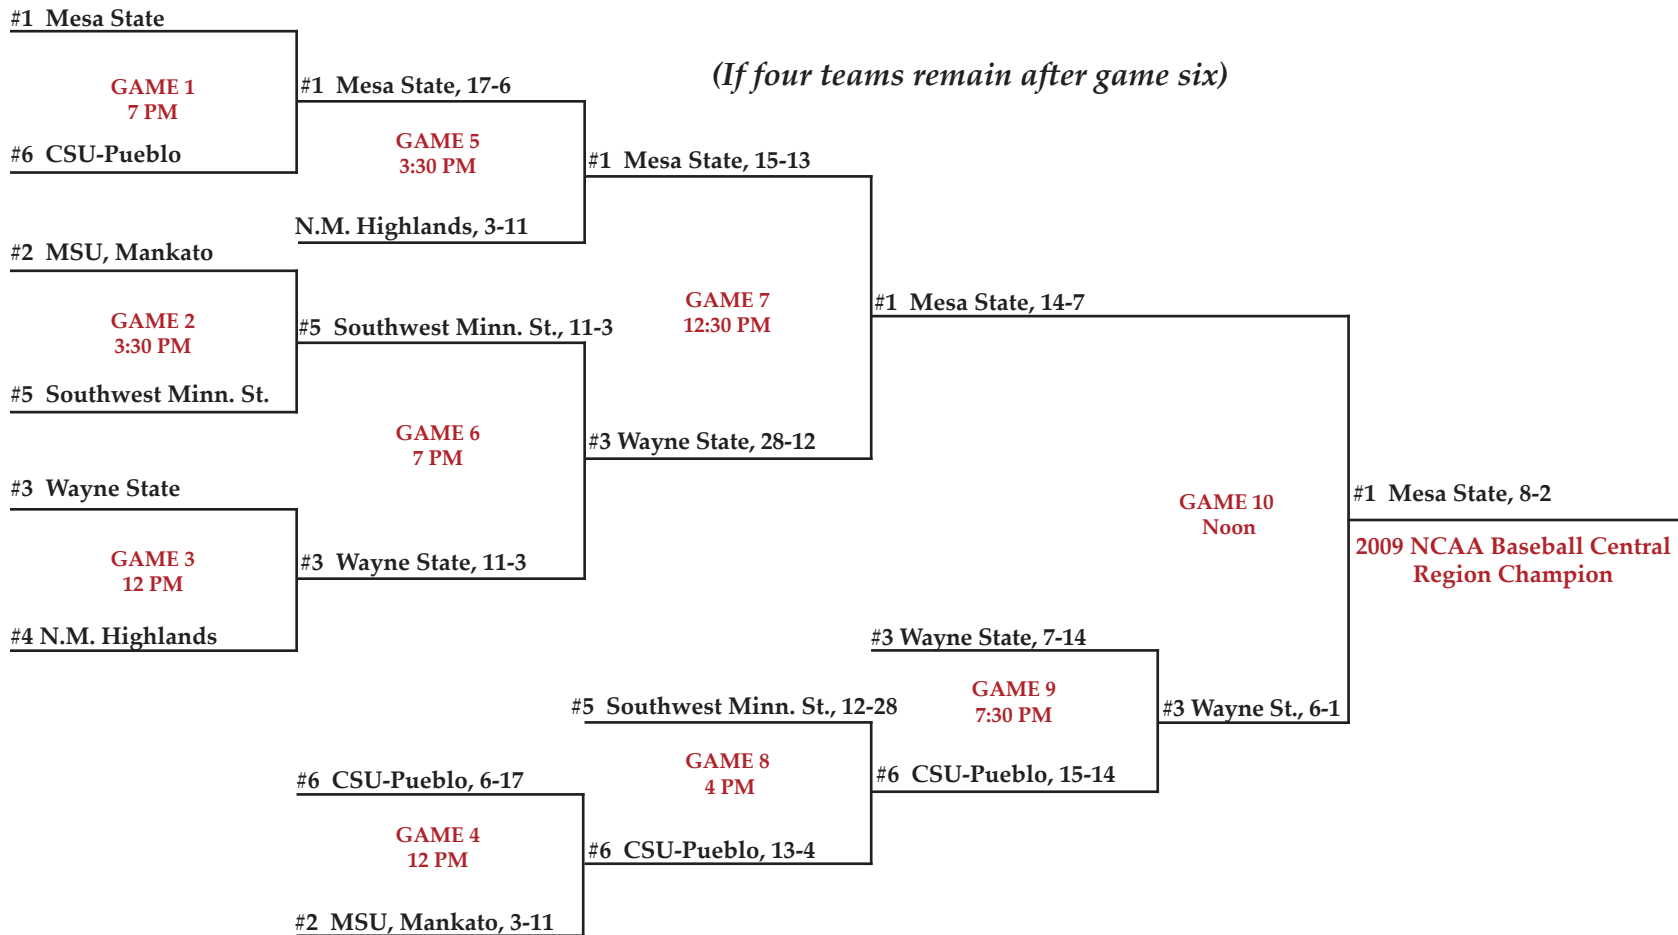 #1 Mesa State
GAME 1
7 PM
#6 CSU-Pueblo
#2 MSU, Mankato
GAME 2
3:30 PM
#5 Southwest Minn. St.
#3 Wayne State
GAME 3
12 PM
#4 N.M. Highlands
#1 Mesa State, 17-6
GAME 5
3:30 PM
N.M. Highlands, 3-11
#5 Southwest Minn. St., 11-3
GAME 6
7 PM
#3 Wayne State, 11-3
#6 CSU-Pueblo, 6-17
GAME 4
12 PM
#2 MSU, Mankato, 3-11
(If four teams remain after game six)
#1 Mesa State, 15-13
GAME 7
12:30 PM
#3 Wayne State, 28-12
#5 Southwest Minn. St., 12-28
GAME 8
4 PM
#6 CSU-Pueblo, 13-4
#1 Mesa State, 14-7
GAME 10
Noon
#3 Wayne State, 7-14
GAME 9
7:30 PM
#6 CSU-Pueblo, 15-14
#3 Wayne St., 6-1
#1 Mesa State, 8-2
2009 NCAA Baseball Central
Region Champion